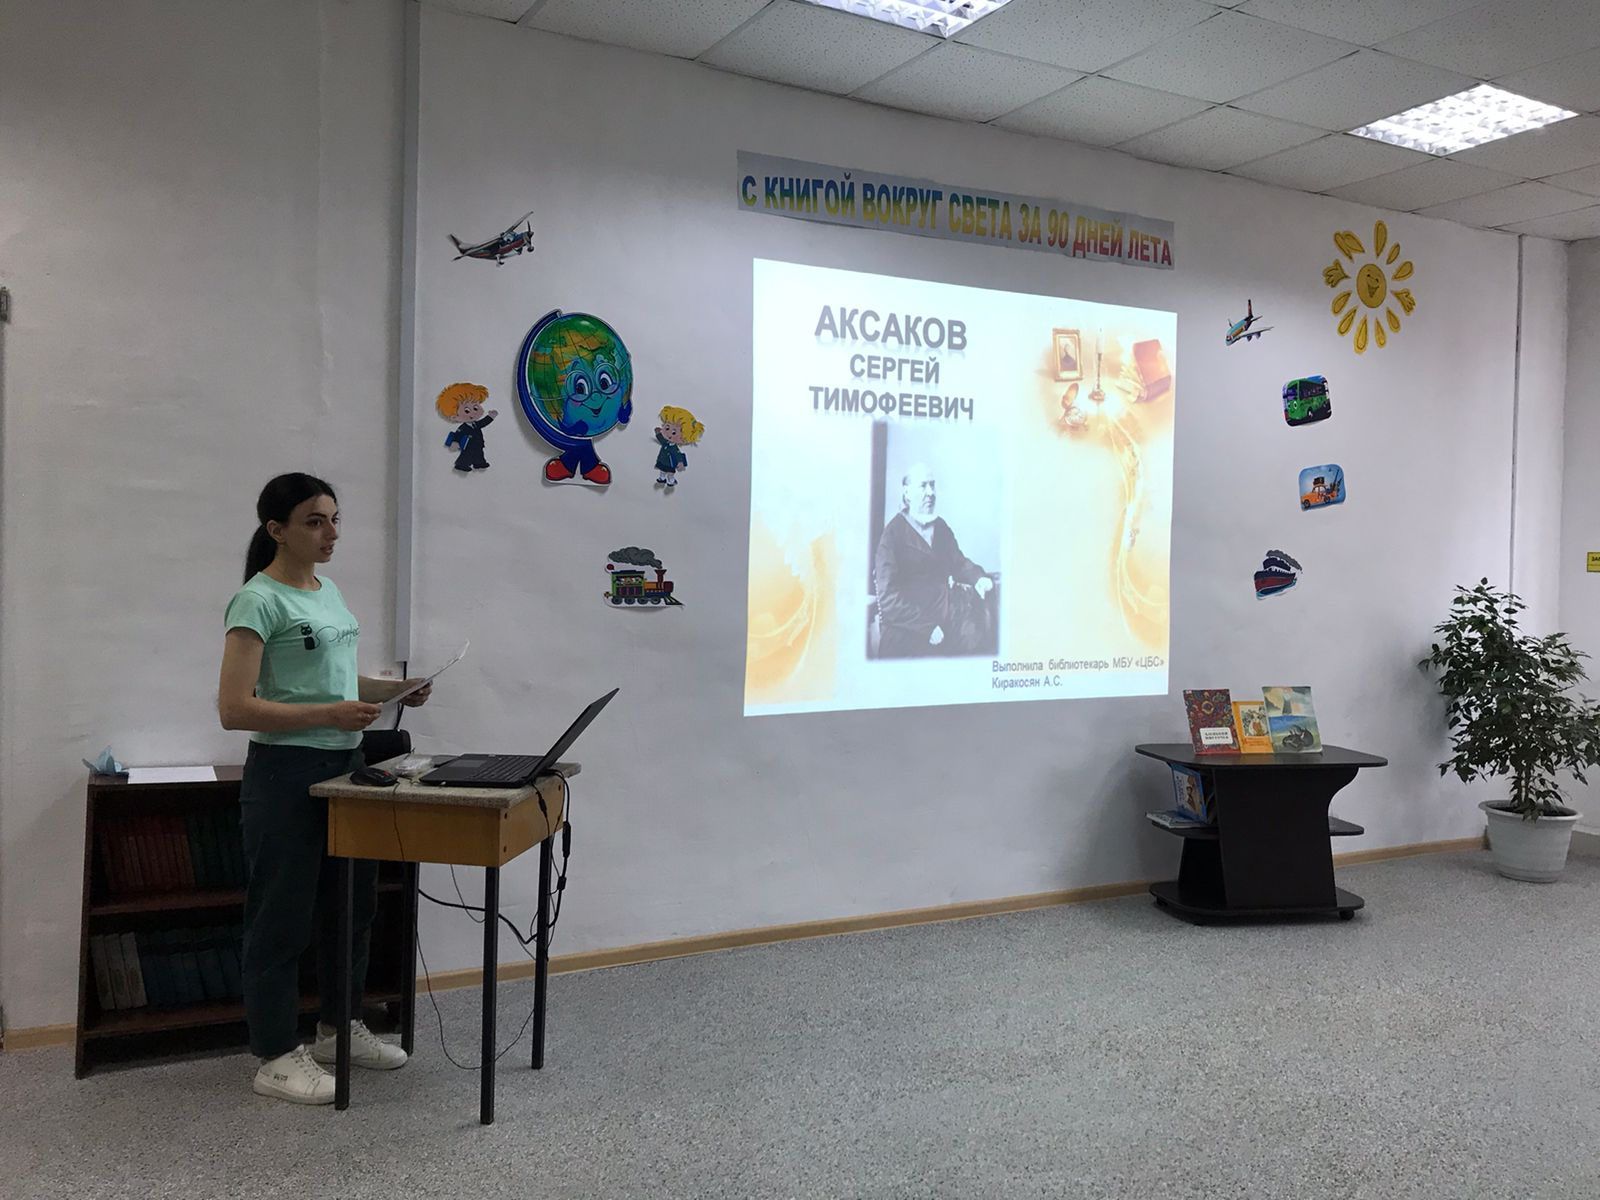 С КНИГОЙ ВОКРУГ СВЕТА ЗА 90 ДНЕЙ ЛЕТА
АКСАКОВ
СЕРГЕЙ
ТИМОФЕЕВИЧ
Выполнила библиотекарь МБУ «ЦБС»
Киракосян А.С.